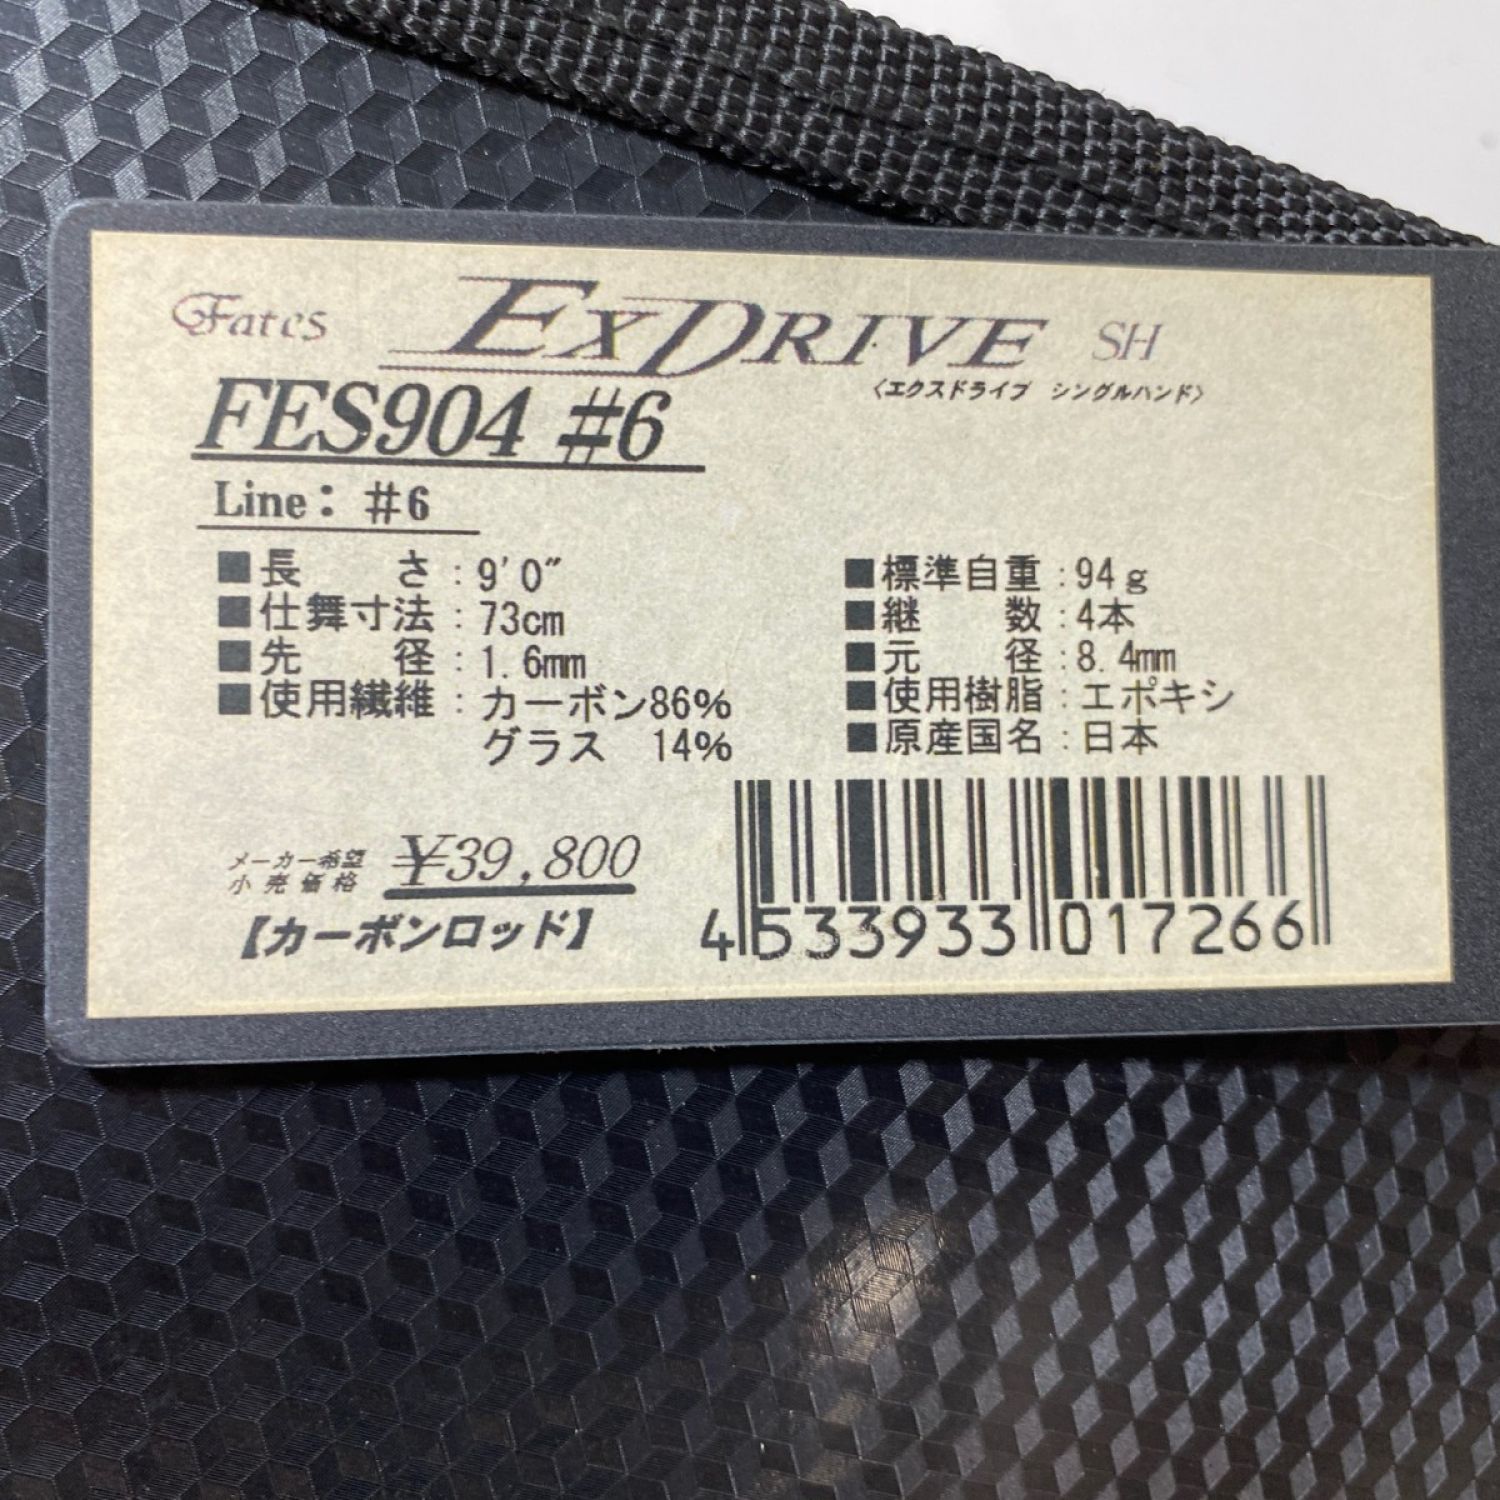 Fates EXDRIVE SH
〈エクスドライブ シングルハンド〉
FES904 #6
Line: #6
■長さ:9'0"
■仕舞寸法:73cm
■先径:1.6mm
■使用繊維:カーボン86%
グラス 14%
■標準自重:94g
■継数:4本
■元径:8.4mm
■使用樹脂:エポキシ
■原産国名:日本
メーカー希望
小売価格
¥39,800
【カーボンロッド】
4 533933 017266